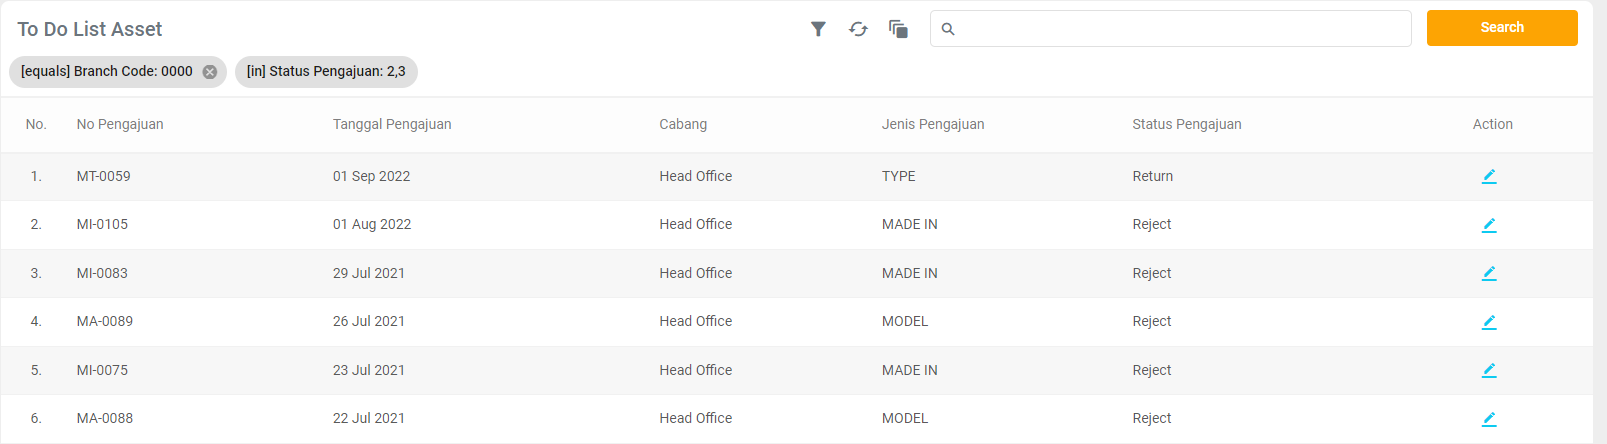 To Do List Asset
Search
[equals] Branch Code: 0000 [in] Status Pengajuan: 2,3
No. No Pengajuan Tanggal Pengajuan Cabang Jenis Pengajuan Status Pengajuan Action
1. MT-0059 01 Sep 2022 Head Office TYPE Return
2. MI-0105 01 Aug 2022 Head Office MADE IN Reject
3. MI-0083 29 Jul 2021 Head Office MADE IN Reject
4. MA-0089 26 Jul 2021 Head Office MODEL Reject
5. MI-0075 23 Jul 2021 Head Office MADE IN Reject
6. MA-0088 22 Jul 2021 Head Office MODEL Reject